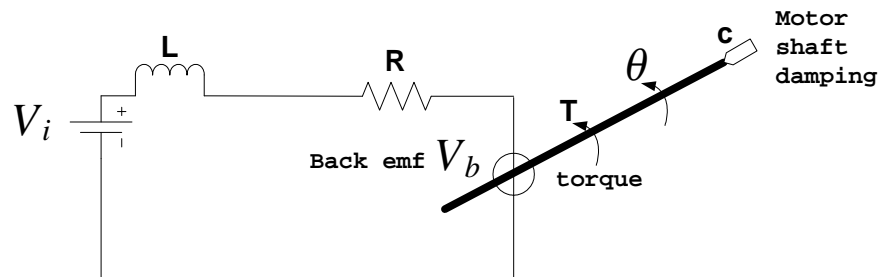 L
R
c
Motor
shaft
damping
θ
V_i
+
-
T
Back emf V_b
torque